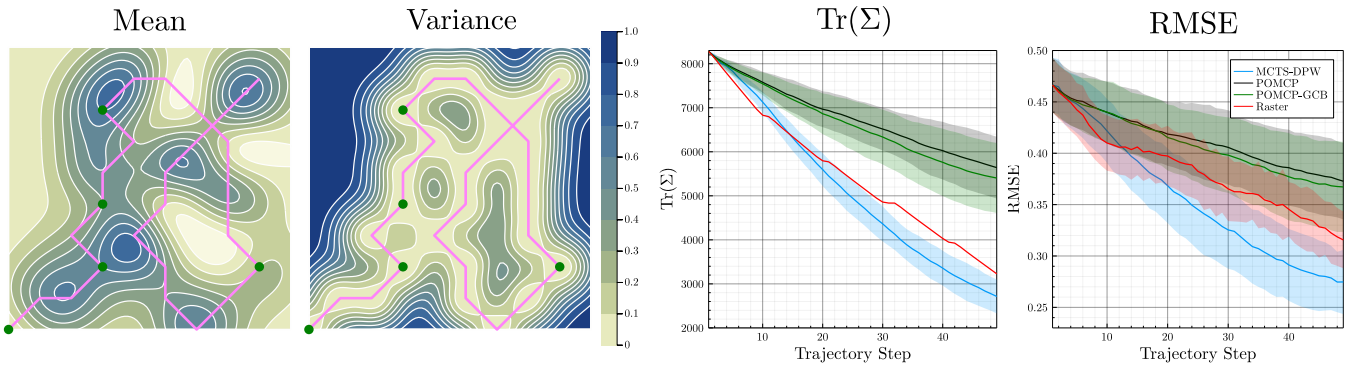 Mean
Variance
1.0
0.9
0.8
0.7
0.6
0.5
0.4
0.3
0.2
0.1
0
Tr(Σ)
Tr(Σ)
8000
7000
6000
5000
4000
3000
2000
10 20 30 40
Trajectory Step
RMSE
RMSE
0.50
0.45
0.40
0.35
0.30
0.25
MCTS-DPW
POMCP
POMCP-GCB
Raster
10 20 30 40
Trajectory Step